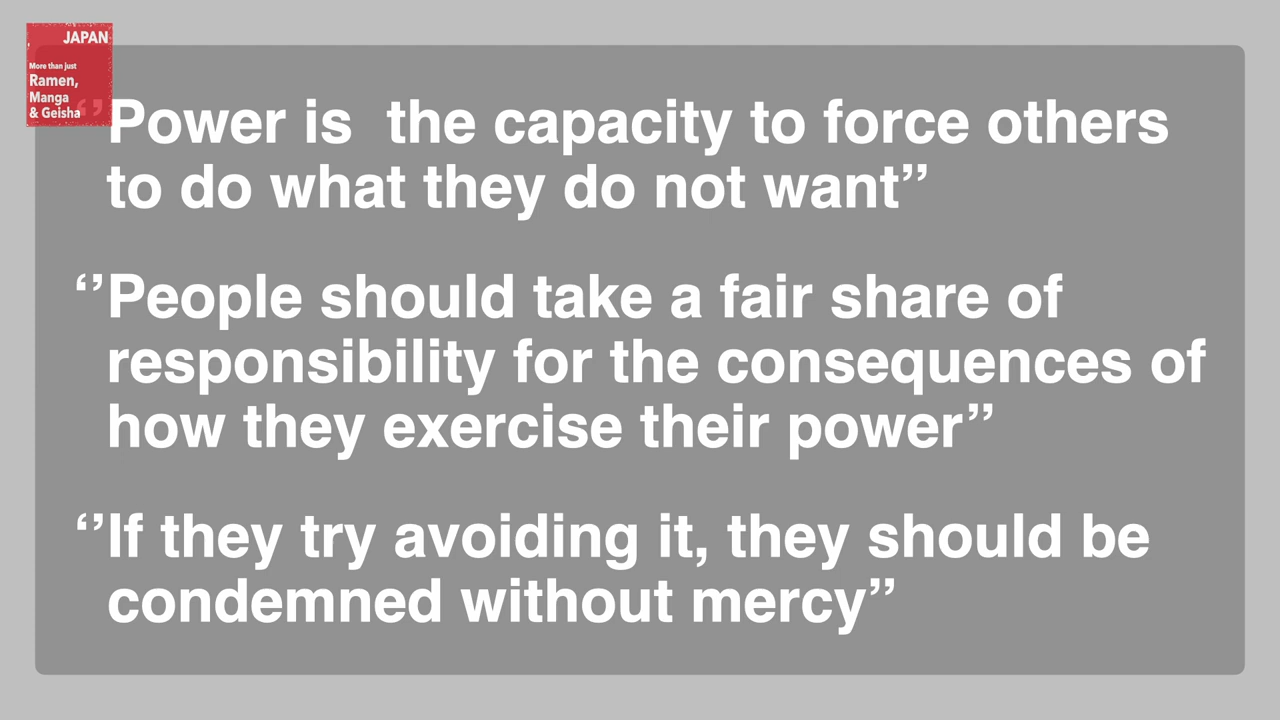 JAPAN
More than just
Ramen,
Manga
& Geisha
‘’Power is  the capacity to force others
to do what they do not want’’
‘’People should take a fair share of
responsibility for the consequences of
how they exercise their power’’
‘’If they try avoiding it, they should be
condemned without mercy’’